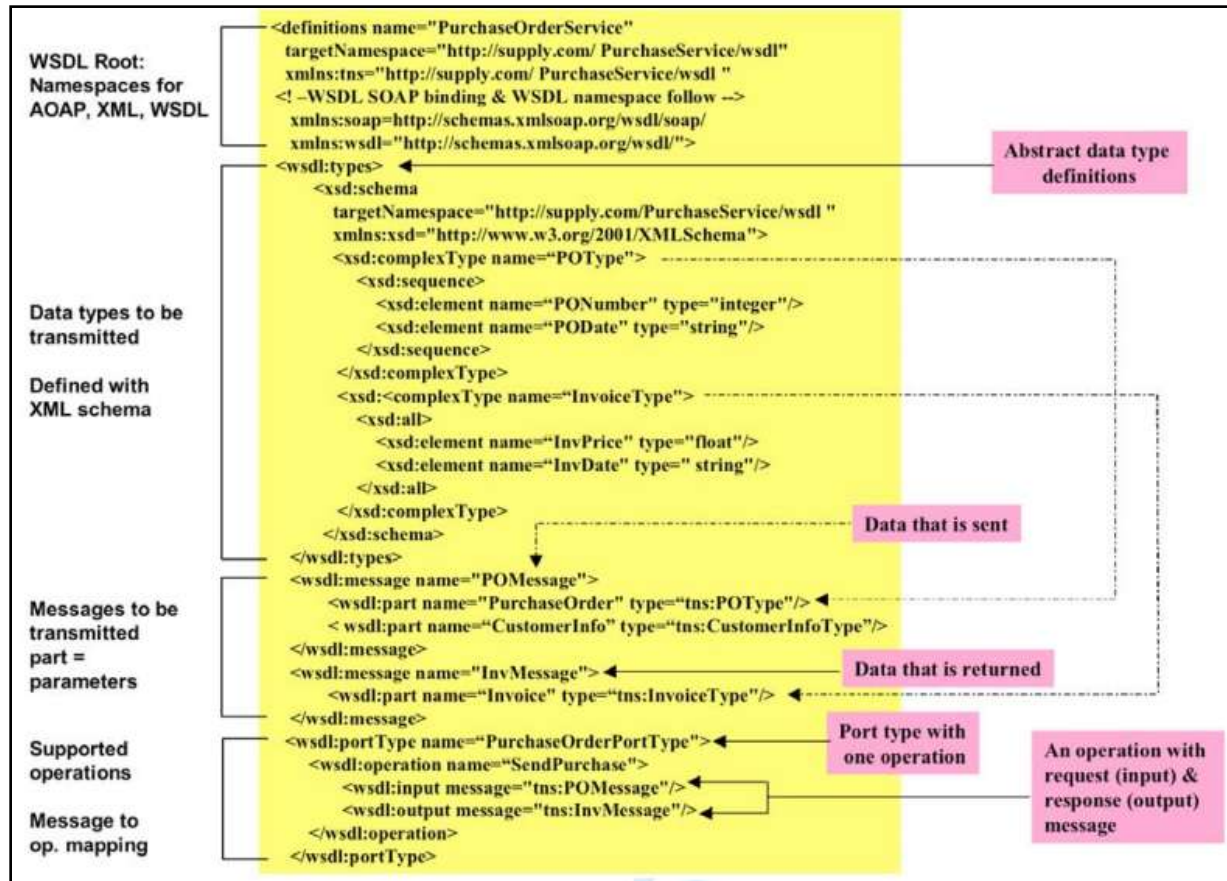 WSDL Root:
Namespaces for
AOAP, XML, WSDL
<definitions name="PurchaseOrderService"
targetNamespace="http://supply.com/ PurchaseService/wsdl"
xmlns:tns="http://supply.com/ PurchaseService/wsdl "
<! –WSDL SOAP binding & WSDL namespace follow -->
xmlns:soap=http://schemas.xmlsoap.org/wsdl/soap/
xmlns:wsdl="http://schemas.xmlsoap.org/wsdl/">
Data types to be
transmitted
Defined with
XML schema
<wsdl:types>
Abstract data type
definitions
<xsd:schema
targetNamespace="http://supply.com/PurchaseService/wsdl "
xmlns:xsd="http://www.w3.org/2001/XMLSchema">
<xsd:complexType name=“POType">
<xsd:sequence>
<xsd:element name=“PONumber" type="integer"/>
<xsd:element name=“PODate" type="string"/>
</xsd:sequence>
</xsd:complexType>
<xsd:<complexType name=“InvoiceType">
<xsd:all>
<xsd:element name=“InvPrice" type="float"/>
<xsd:element name=“InvDate" type=" string"/>
</xsd:all>
</xsd:complexType>
</xsd:schema>
</wsdl:types>
Data that is sent
Messages to be
transmitted
part =
parameters
<wsdl:message name="POMessage">
<wsdl:part name="PurchaseOrder" type=“tns:POType"/>
< wsdl:part name=“CustomerInfo” type=“tns:CustomerInfoType”/>
</wsdl:message>
<wsdl:message name="InvMessage">
Data that is returned
<wsdl:part name=“Invoice” type=“tns:InvoiceType"/>
</wsdl:message>
Supported
operations
Message to
op. mapping
<wsdl:portType name=“PurchaseOrderPortType">
Port type with
one operation
<wsdl:operation name=“SendPurchase">
<wsdl:input message="tns:POMessage"/>
<wsdl:output message="tns:InvMessage"/>
</wsdl:operation>
</wsdl:portType>
An operation with
request (input) &
response (output)
message